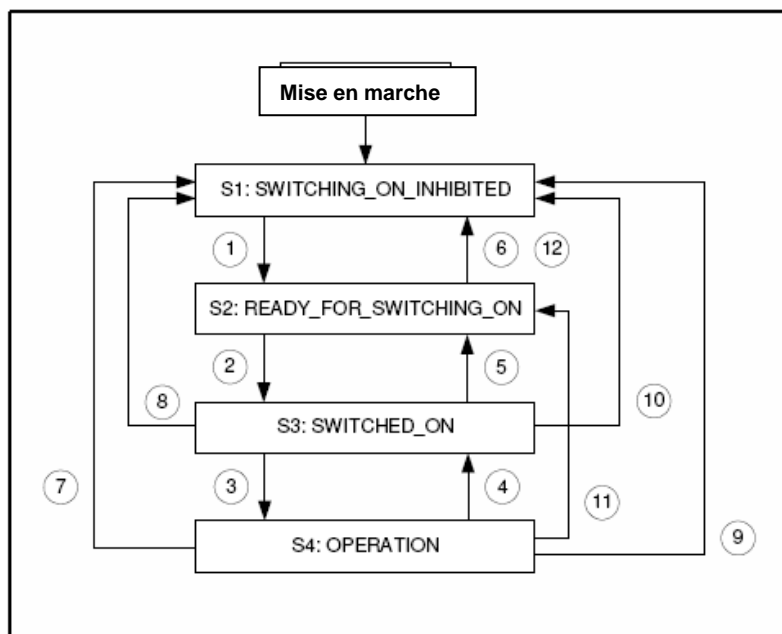 Mise en marche
S1: SWITCHING_ON_INHIBITED
1
6
12
S2: READY_FOR_SWITCHING_ON
2
5
8
10
S3: SWITCHED_ON
7
3
4
11
9
S4: OPERATION